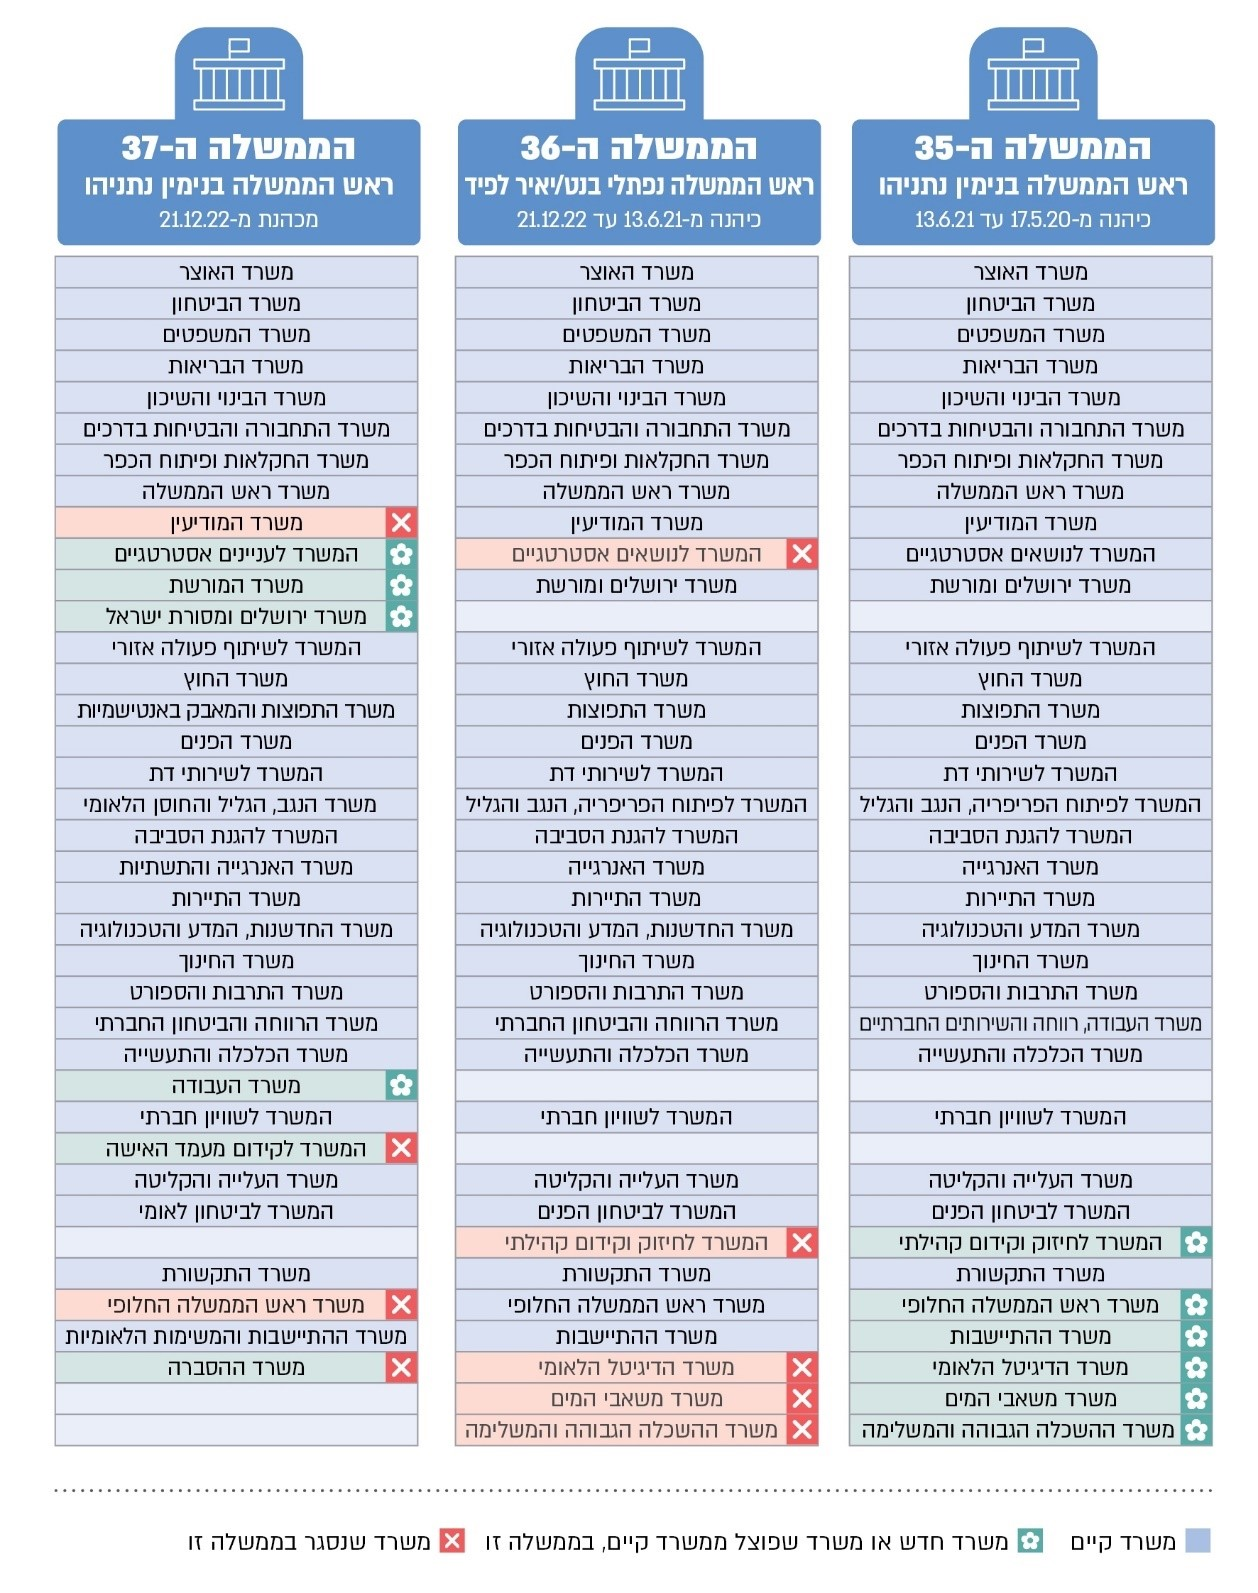 הממשלה ה-35
ראש הממשלה בנימין נתניהו
כיהנה מ-17.5.20 עד 13.6.21
משרד האוצר
משרד הביטחון
משרד המשפטים
משרד הבריאות
משרד הבינוי והשיכון
משרד התחבורה והבטיחות בדרכים
משרד החקלאות ופיתוח הכפר
משרד ראש הממשלה
משרד המודיעין
המשרד לנושאים אסטרטגיים
משרד ירושלים ומורשת
המשרד לשיתוף פעולה אזורי
משרד החוץ
משרד התפוצות
משרד הפנים
המשרד לשירותי דת
המשרד לפיתוח הפריפריה, הנגב והגליל
המשרד להגנת הסביבה
משרד האנרגייה
משרד התיירות
משרד המדע והטכנולוגיה
משרד החינוך
משרד התרבות והספורט
משרד העבודה, רווחה והשירותים החברתיים
משרד הכלכלה והתעשייה
המשרד לשוויון חברתי
משרד העלייה והקליטה
המשרד לביטחון הפנים
המשרד לחיזוק וקידום קהילתי
משרד התקשורת
משרד ראש הממשלה החלופי
משרד ההתיישבות
משרד הדיגיטל הלאומי
משרד משאבי המים
משרד ההשכלה הגבוהה והמשלימה
הממשלה ה-36
ראש הממשלה נפתלי בנט/יאיר לפיד
כיהנה מ-13.6.21 עד 21.12.22
משרד האוצר
משרד הביטחון
משרד המשפטים
משרד הבריאות
משרד הבינוי והשיכון
משרד התחבורה והבטיחות בדרכים
משרד החקלאות ופיתוח הכפר
משרד ראש הממשלה
משרד המודיעין
המשרד לנושאים אסטרטגיים
משרד ירושלים ומורשת
המשרד לשיתוף פעולה אזורי
משרד החוץ
משרד התפוצות
משרד הפנים
המשרד לשירותי דת
המשרד לפיתוח הפריפריה, הנגב והגליל
המשרד להגנת הסביבה
משרד האנרגייה
משרד התיירות
משרד החדשנות, המדע והטכנולוגיה
משרד החינוך
משרד התרבות והספורט
משרד הרווחה והביטחון החברתי
משרד הכלכלה והתעשייה
המשרד לשוויון חברתי
משרד העלייה והקליטה
המשרד לביטחון הפנים
המשרד לחיזוק וקידום קהילתי
משרד התקשורת
משרד ראש הממשלה החלופי
משרד ההתיישבות
משרד הדיגיטל הלאומי
משרד משאבי המים
משרד ההשכלה הגבוהה והמשלימה
הממשלה ה-37
ראש הממשלה בנימין נתניהו
מכהנת מ-21.12.22
משרד האוצר
משרד הביטחון
משרד המשפטים
משרד הבריאות
משרד הבינוי והשיכון
משרד התחבורה והבטיחות בדרכים
משרד החקלאות ופיתוח הכפר
משרד ראש הממשלה
משרד המודיעין
המשרד לעניינים אסטרטגיים
משרד המורשת
משרד ירושלים ומסורת ישראל
המשרד לשיתוף פעולה אזורי
משרד החוץ
משרד התפוצות והמאבק באנטישמיות
משרד הפנים
המשרד לשירותי דת
משרד הנגב, הגליל והחוסן הלאומי
המשרד להגנת הסביבה
משרד האנרגייה והתשתיות
משרד התיירות
משרד החדשנות, המדע והטכנולוגיה
משרד החינוך
משרד התרבות והספורט
משרד הרווחה והביטחון החברתי
משרד הכלכלה והתעשייה
משרד העבודה
המשרד לשוויון חברתי
המשרד לקידום מעמד האישה
משרד העלייה והקליטה
המשרד לביטחון לאומי
משרד התקשורת
משרד ראש הממשלה החלופי
משרד ההתיישבות והמשימות הלאומיות
משרד ההסברה
משרד קיים
משרד חדש או משרד שפוצל ממשרד קיים, בממשלה זו
משרד שנסגר בממשלה זו